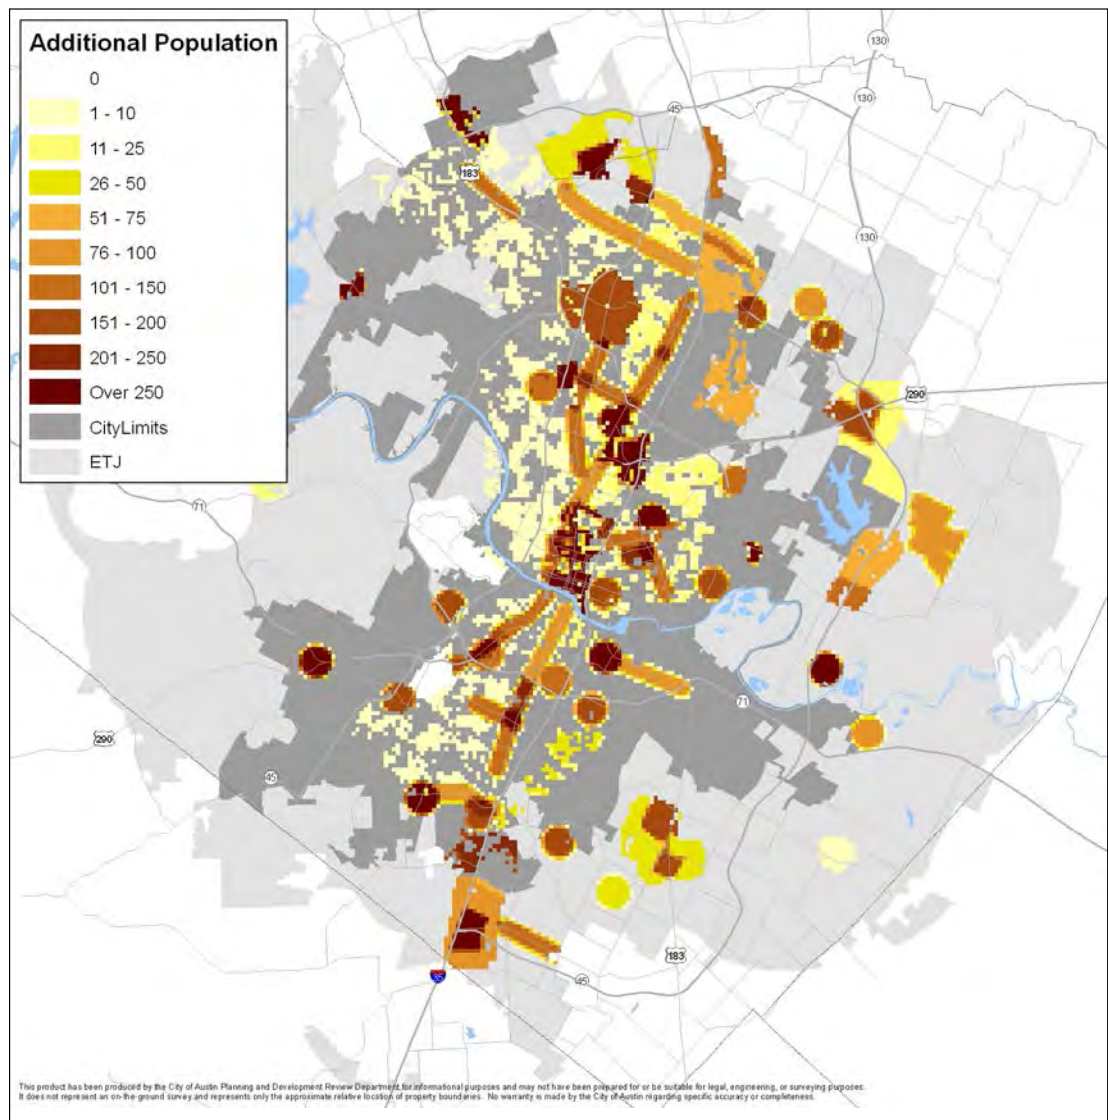 Additional Population
0
1 - 10
11 - 25
26 - 50
51 - 75
76 - 100
101 - 150
151 - 200
201 - 250
Over 250
CityLimits
ETJ
130
45
130
183
130
290
71
71
290
45
183
35
45
This product has been produced by the City of Austin Planning and Development Review Department for informational purposes and may not have been prepared for or be suitable for legal, engineering, or surveying purposes.
It does not represent an on-the-ground survey and represents only the approximate relative location of property boundaries. No warranty is made by the City of Austin regarding specific accuracy or completeness.